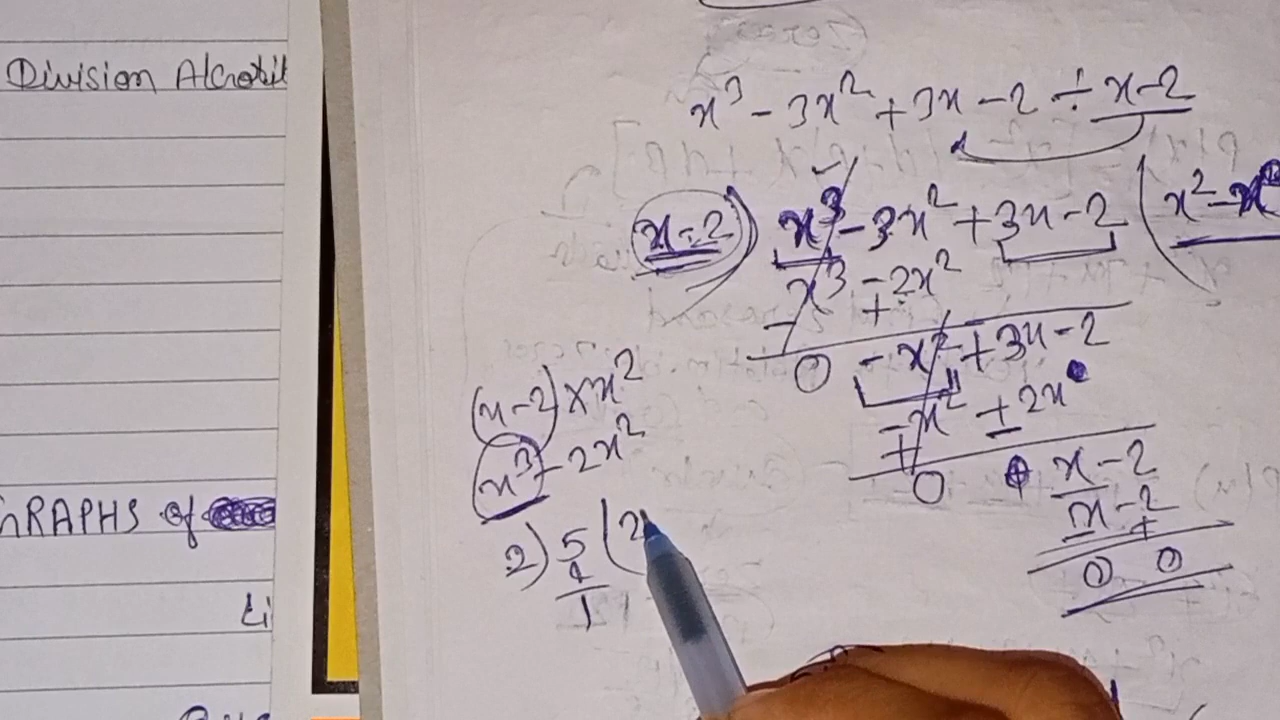 Division Algorit
GRAPHS of
Li
x³ - 3x² + 3x - 2 ÷ x-2
x-2) x³ - 3x² + 3x - 2 (x² - x
x³ - 2x²
- +
0 - x² + 3x - 2
- x² + 2x
+ -
0 x - 2
x - 2
- +
0 0
(x-2) × x²
x³ - 2x²
2) 5 (2
4
1